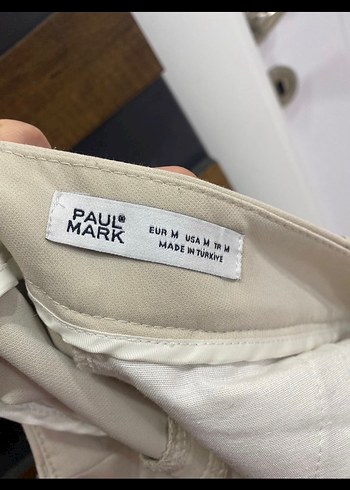 PAUL®
MARK
EUR M USA M TR M
MADE IN TÜRKİYE